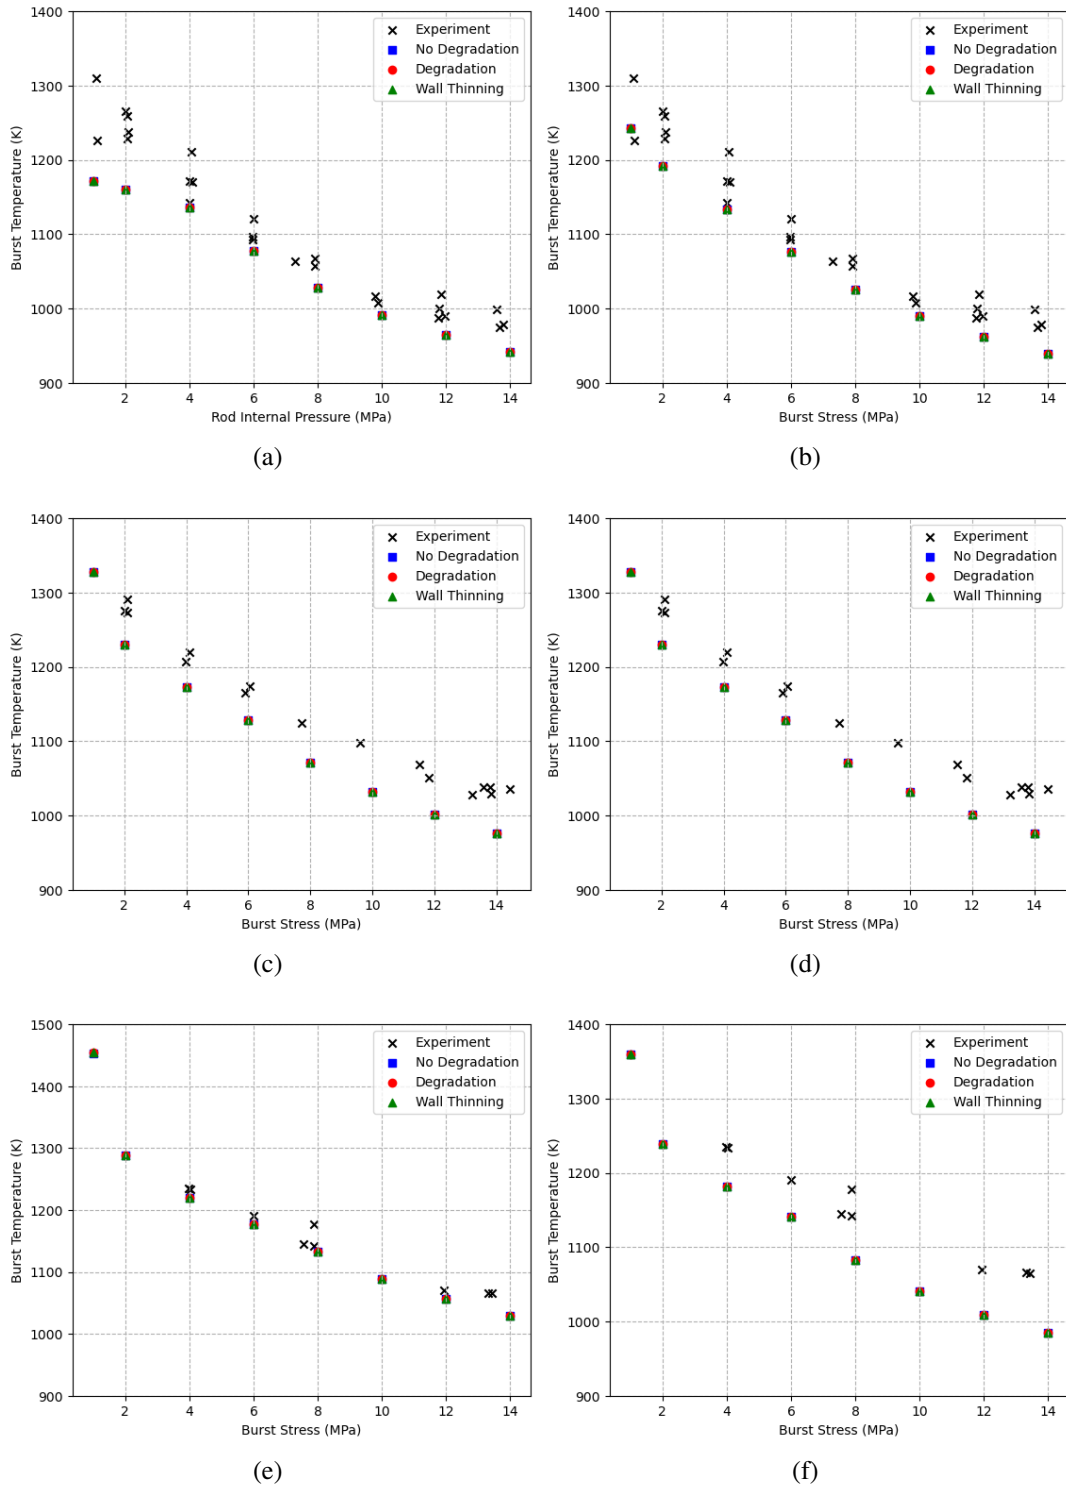 1400
1300
1200
1100
1000
900
Burst Temperature (K)
Experiment
No Degradation
Degradation
Wall Thinning
2 4 6 8 10 12 14
Rod Internal Pressure (MPa)
(a)
1400
1300
1200
1100
1000
900
Burst Temperature (K)
Experiment
No Degradation
Degradation
Wall Thinning
2 4 6 8 10 12 14
Burst Stress (MPa)
(b)
1400
1300
1200
1100
1000
900
Burst Temperature (K)
Experiment
No Degradation
Degradation
Wall Thinning
2 4 6 8 10 12 14
Burst Stress (MPa)
(c)
1400
1300
1200
1100
1000
900
Burst Temperature (K)
Experiment
No Degradation
Degradation
Wall Thinning
2 4 6 8 10 12 14
Burst Stress (MPa)
(d)
1500
1400
1300
1200
1100
1000
900
Burst Temperature (K)
Experiment
No Degradation
Degradation
Wall Thinning
2 4 6 8 10 12 14
Burst Stress (MPa)
(e)
1400
1300
1200
1100
1000
900
Burst Temperature (K)
Experiment
No Degradation
Degradation
Wall Thinning
2 4 6 8 10 12 14
Burst Stress (MPa)
(f)